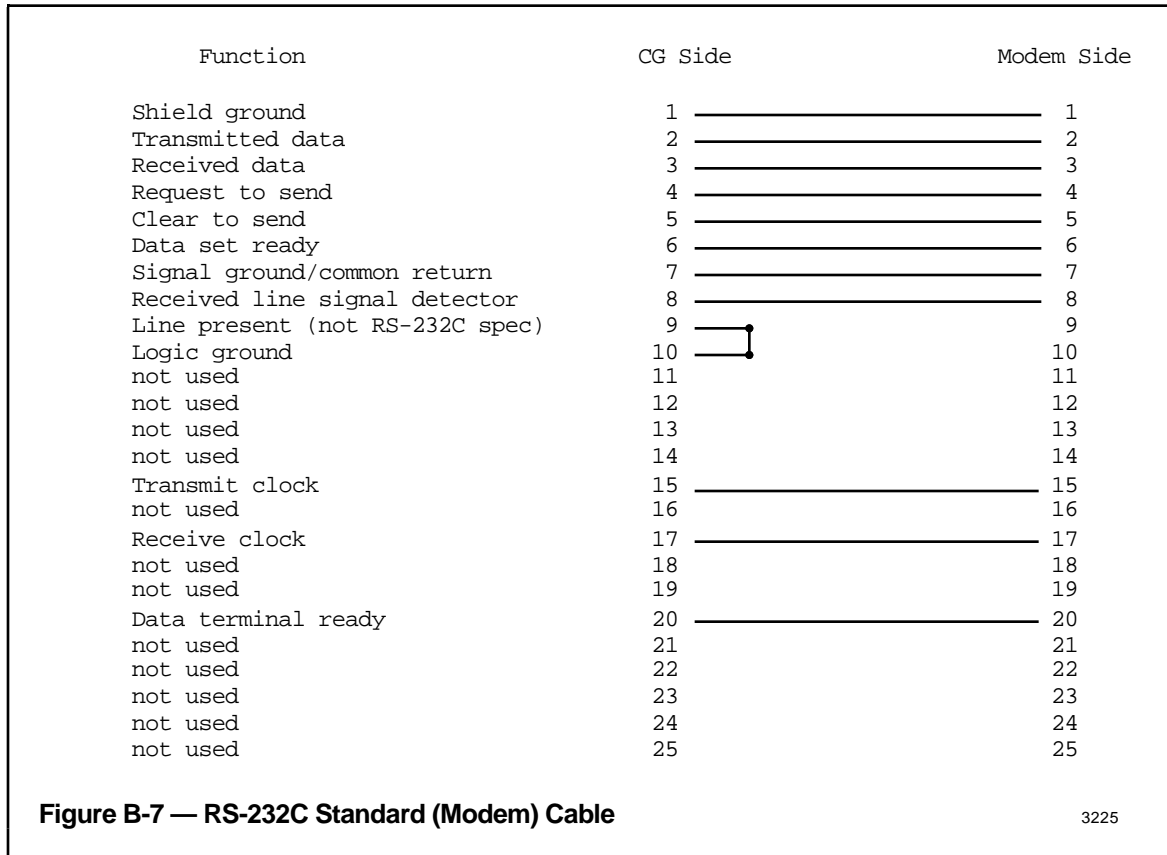 Function CG Side Modem Side
Shield ground 1 1
Transmitted data 2 2
Received data 3 3
Request to send 4 4
Clear to send 5 5
Data set ready 6 6
Signal ground/common return 7 7
Received line signal detector 8 8
Line present (not RS-232C spec) 9 9
Logic ground 10 10
not used 11 11
not used 12 12
not used 13 13
not used 14 14
Transmit clock 15 15
not used 16 16
Receive clock 17 17
not used 18 18
not used 19 19
Data terminal ready 20 20
not used 21 21
not used 22 22
not used 23 23
not used 24 24
not used 25 25
Figure B-7 — RS-232C Standard (Modem) Cable 3225